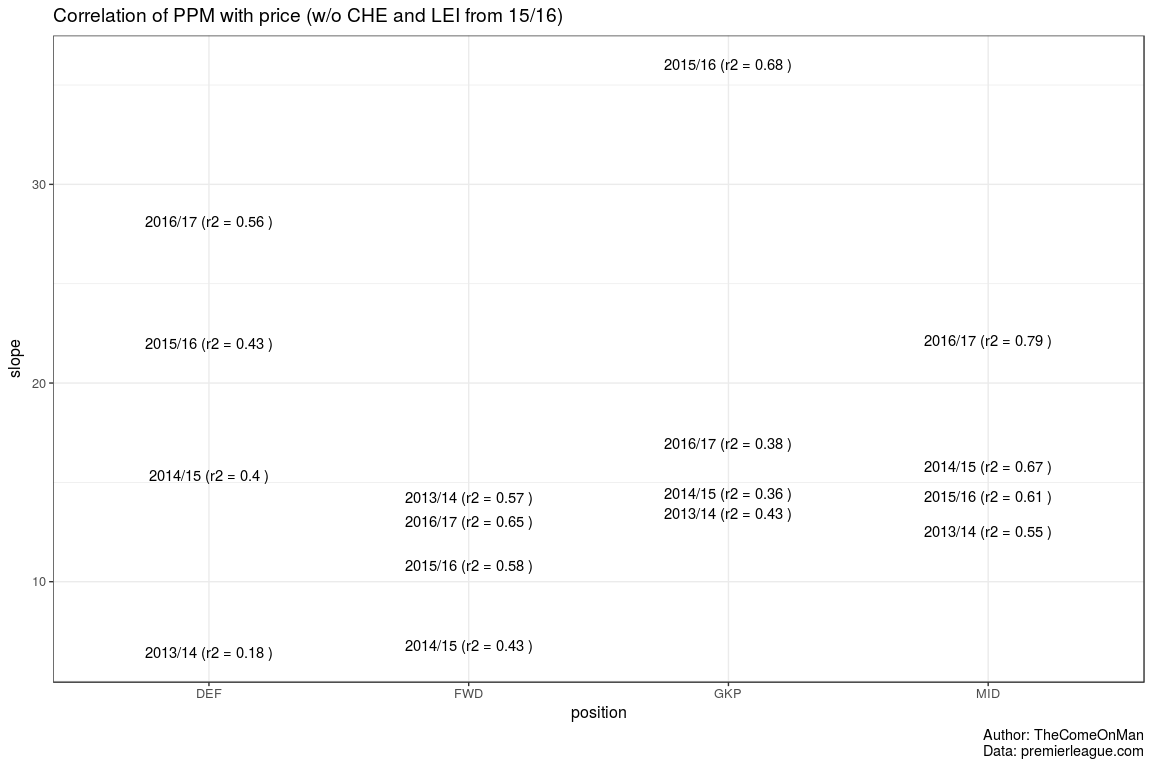 Correlation of PPM with price (w/o CHE and LEI from 15/16)
2015/16 (r2 = 0.68 )
30
2016/17 (r2 = 0.56 )
2016/17 (r2 = 0.79 )
2015/16 (r2 = 0.43 )
slope
20
2016/17 (r2 = 0.38 )
2014/15 (r2 = 0.67 )
2014/15 (r2 = 0.4 )
2014/15 (r2 = 0.36 )
2015/16 (r2 = 0.61 )
2013/14 (r2 = 0.57 )
2013/14 (r2 = 0.43 )
2016/17 (r2 = 0.65 )
2013/14 (r2 = 0.55 )
2015/16 (r2 = 0.58 )
10
2014/15 (r2 = 0.43 )
2013/14 (r2 = 0.18 )
DEF FWD GKP MID
position
Author: TheComeOnMan
Data: premierleague.com